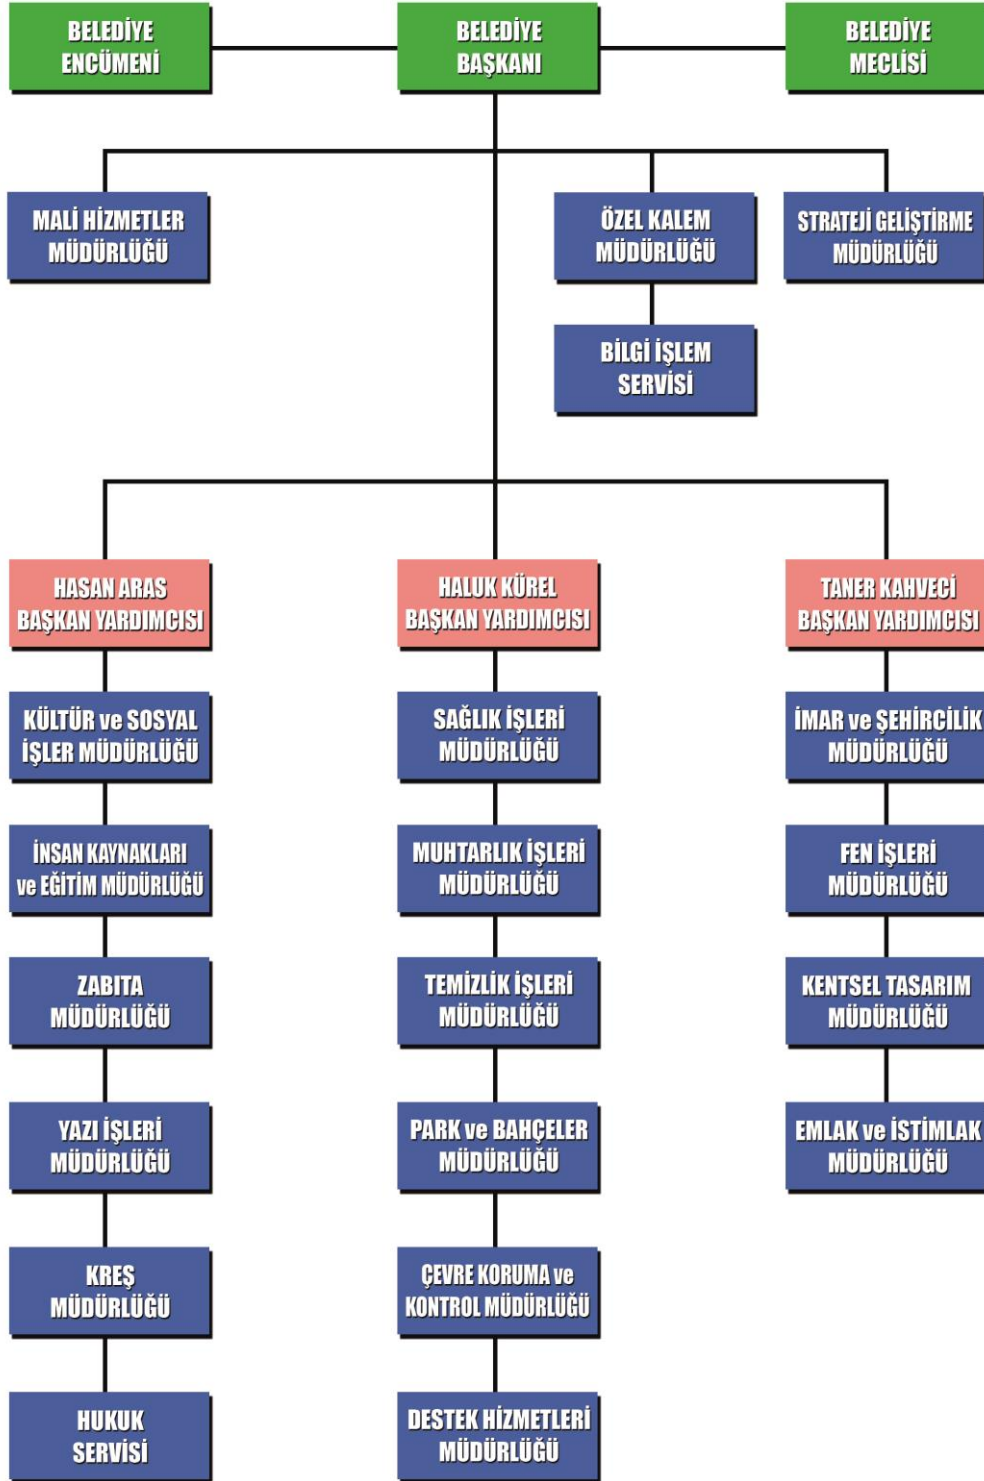 BELEDİYE
ENCÜMENİ
BELEDİYE
BAŞKANI
BELEDİYE
MECLİSİ
MALİ HİZMETLER
MÜDÜRLÜĞÜ
ÖZEL KALEM
MÜDÜRLÜĞÜ
STRATEJİ GELİŞTİRME
MÜDÜRLÜĞÜ
BİLGİ İŞLEM
SERVİSİ
HASAN ARAS
BAŞKAN YARDIMCISI
HALUK KÜREL
BAŞKAN YARDIMCISI
TANER KAHVECİ
BAŞKAN YARDIMCISI
KÜLTÜR ve SOSYAL
İŞLER MÜDÜRLÜĞÜ
SAĞLIK İŞLERİ
MÜDÜRLÜĞÜ
İMAR ve ŞEHİRCİLİK
MÜDÜRLÜĞÜ
İNSAN KAYNAKLARI
ve EĞİTİM MÜDÜRLÜĞÜ
MUHTARLIK İŞLERİ
MÜDÜRLÜĞÜ
FEN İŞLERİ
MÜDÜRLÜĞÜ
ZABITA
MÜDÜRLÜĞÜ
TEMİZLİK İŞLERİ
MÜDÜRLÜĞÜ
KENTSEL TASARIM
MÜDÜRLÜĞÜ
YAZI İŞLERİ
MÜDÜRLÜĞÜ
PARK ve BAHÇELER
MÜDÜRLÜĞÜ
EMLAK ve İSTİMLAK
MÜDÜRLÜĞÜ
KREŞ
MÜDÜRLÜĞÜ
ÇEVRE KORUMA ve
KONTROL MÜDÜRLÜĞÜ
HUKUK
SERVİSİ
DESTEK HİZMETLERİ
MÜDÜRLÜĞÜ